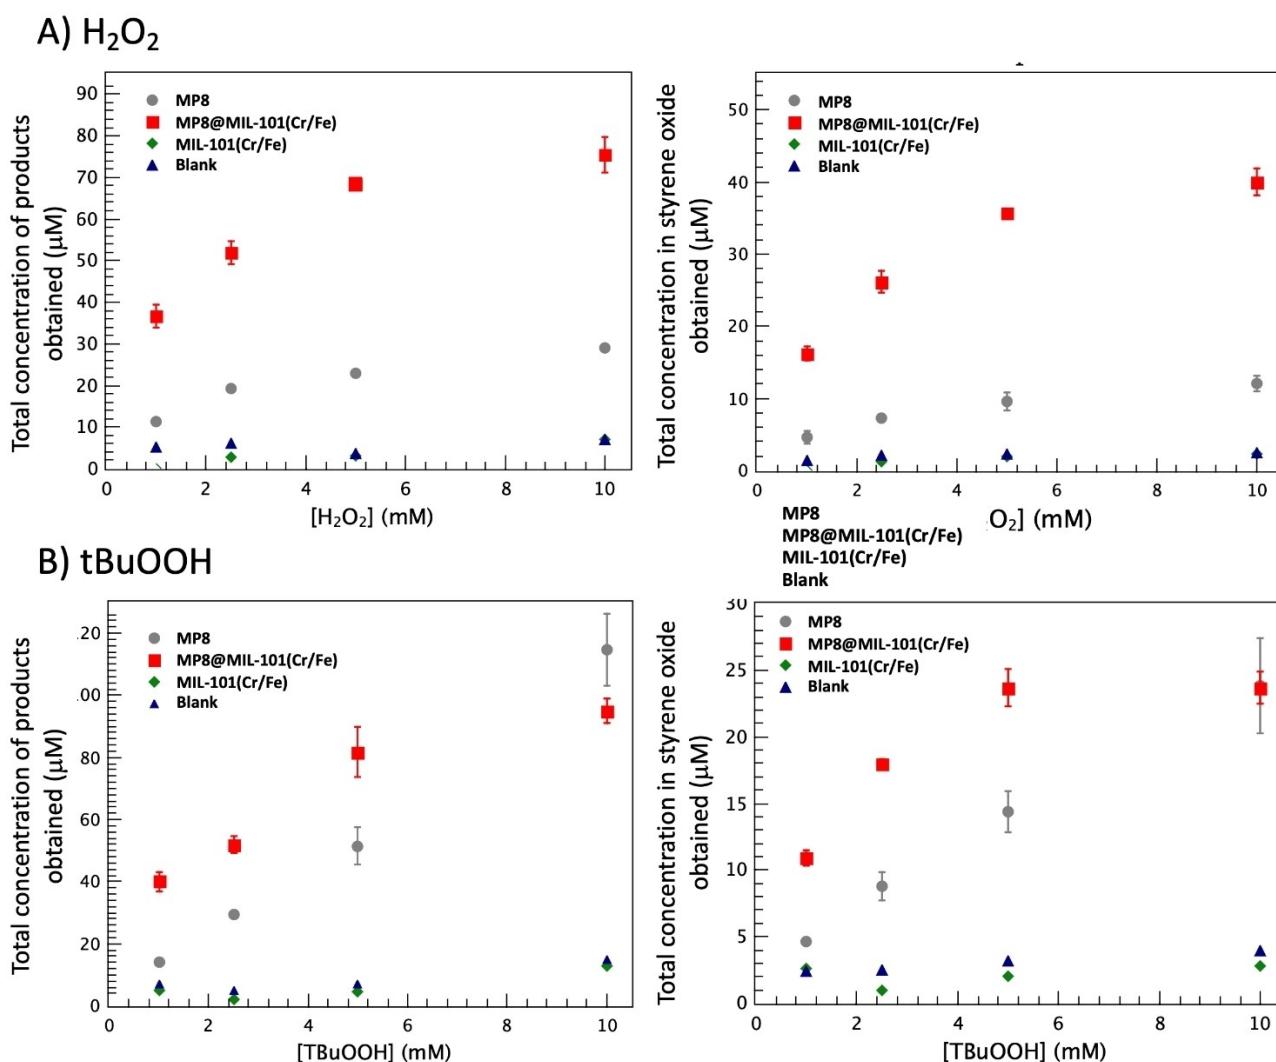 A) H₂O₂
Total concentration of products
obtained (µM)
90
80
70
60
50
40
30
20
10
0
MP8
MP8@MIL-101(Cr/Fe)
MIL-101(Cr/Fe)
Blank
0 2 4 6 8 10
[H₂O₂] (mM)
Total concentration in styrene oxide
obtained (µM)
50
40
30
20
10
0
MP8
MP8@MIL-101(Cr/Fe)
MIL-101(Cr/Fe)
Blank
0 2 4 6 8 10
O₂] (mM)
MP8
MP8@MIL-101(Cr/Fe)
MIL-101(Cr/Fe)
Blank
B) tBuOOH
Total concentration of products
obtained (µM)
20
00
80
60
40
20
0
MP8
MP8@MIL-101(Cr/Fe)
MIL-101(Cr/Fe)
Blank
0 2 4 6 8 10
[TBuOOH] (mM)
Total concentration in styrene oxide
obtained (µM)
30
25
20
15
10
5
0
MP8
MP8@MIL-101(Cr/Fe)
MIL-101(Cr/Fe)
Blank
0 2 4 6 8 10
[TBuOOH] (mM)